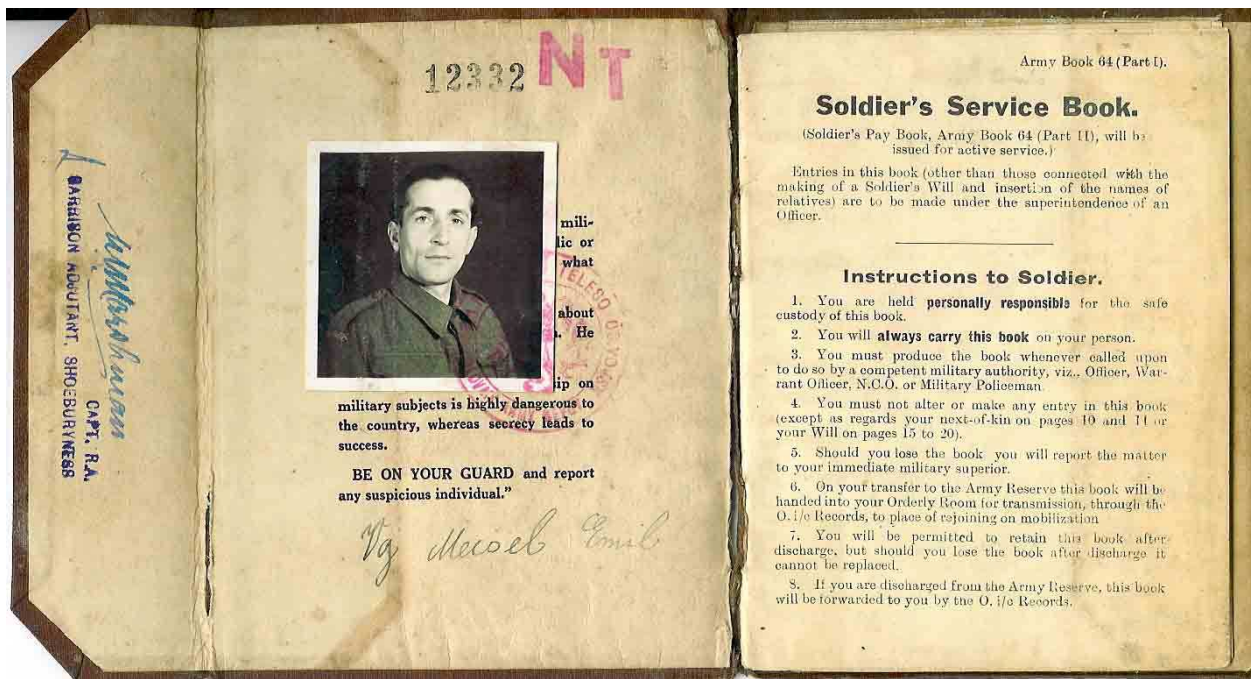 CAPT. R.A.
GARRISON ADJUTANT, SHOEBURYNESS
12332 NT
mili-
lic or
what
about
He
ip on
military subjects is highly dangerous to
the country, whereas secrecy leads to
success.
BE ON YOUR GUARD and report
any suspicious individual.”
Emil
Army Book 64 (Part I).
Soldier's Service Book.
(Soldier's Pay Book, Army Book 64 (Part II), will be
issued for active service.)
Entries in this book (other than those connected with the
making of a Soldier's Will and insertion of the names of
relatives) are to be made under the superintendence of an
Officer.
Instructions to Soldier.
1. You are held personally responsible for the safe
custody of this book.
2. You will always carry this book on your person.
3. You must produce the book whenever called upon
to do so by a competent military authority, viz.. Officer, War-
rant Officer, N.C.O. or Military Policeman
4. You must not alter or make any entry in this book
(except as regards your next-of-kin on pages 10 and 11 or
your Will on pages 15 to 20).
5. Should you lose the book you will report the matter
to your immediate military superior.
6. On your transfer to the Army Reserve this book will be
handed into your Orderly Room for transmission, through the
O. i/c Records, to place of rejoining on mobilization
7. You will be permitted to retain this book after
discharge, but should you lose the book after discharge it
cannot be replaced.
8. If you are discharged from the Army Reserve, this book
will be forwarded to you by the O. i/c Records.